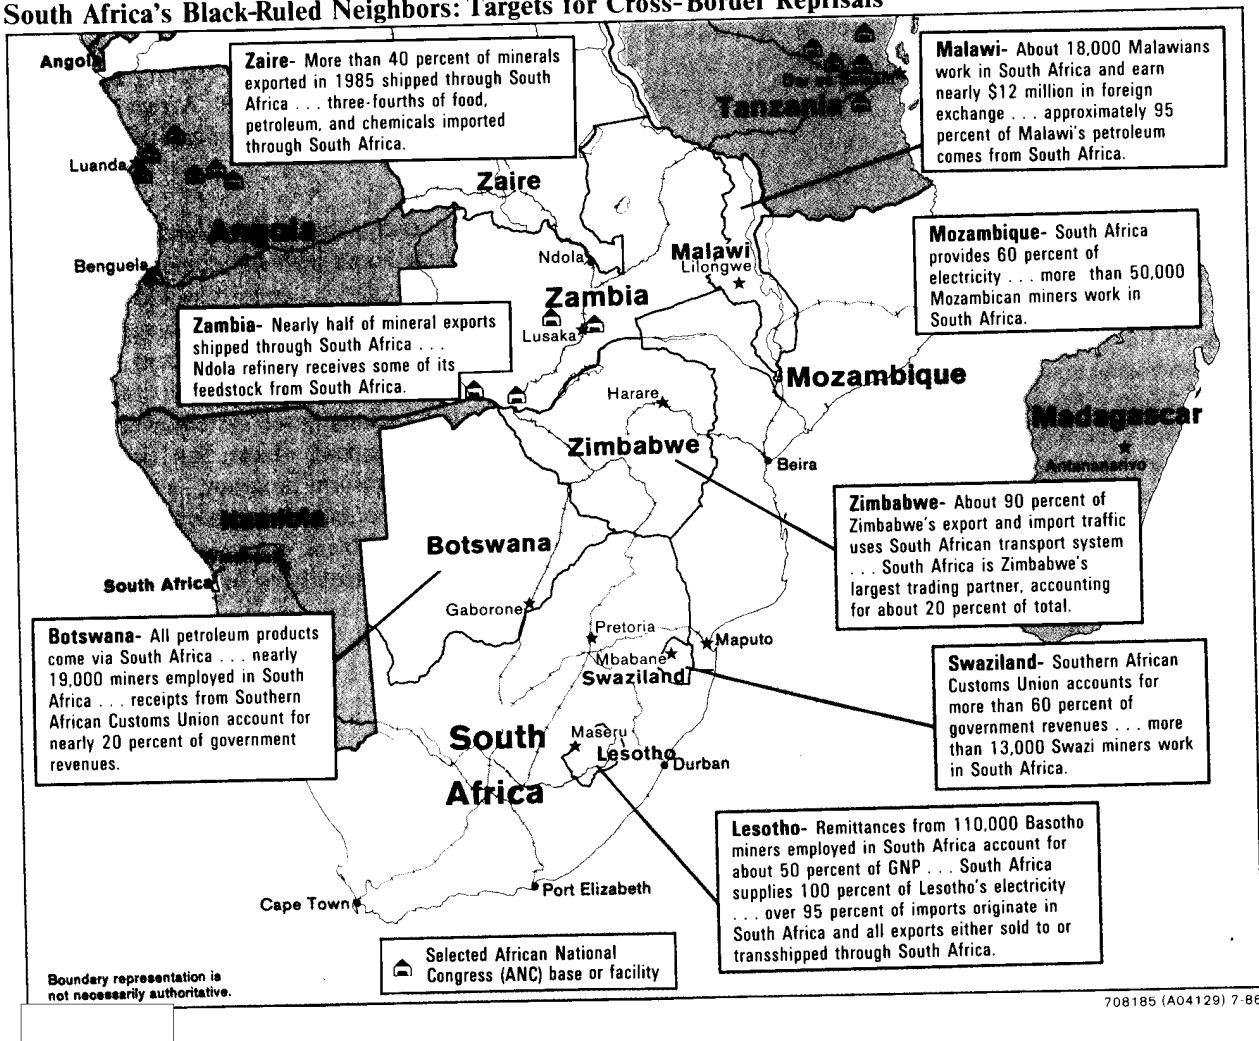 South Africa's Black-Ruled Neighbors: Targets for Cross-Border Reprisals
Angola
Zaire- More than 40 percent of minerals
exported in 1985 shipped through South
Africa . . . three-fourths of food,
petroleum, and chemicals imported
through South Africa.
Malawi- About 18,000 Malawians
work in South Africa and earn
nearly $12 million in foreign
exchange . . . approximately 95
percent of Malawi's petroleum
comes from South Africa.
Dar es Salaam
Tanzania
Luanda
Zaire
Angola
Mozambique- South Africa
provides 60 percent of
electricity . . . more than 50,000
Mozambican miners work in
South Africa.
Malawi
Lilongwe
Ndola
Benguela
Zambia
Lusaka
Zambia- Nearly half of mineral exports
shipped through South Africa . . .
Ndola refinery receives some of its
feedstock from South Africa.
Mozambique
Harare
Madagascar
Zimbabwe
Beira
Antananarivo
Zimbabwe- About 90 percent of
Zimbabwe's export and import traffic
uses South African transport system
. . . South Africa is Zimbabwe's
largest trading partner, accounting
for about 20 percent of total.
Namibia
Botswana
South Africa
Gaborone
Pretoria
Maputo
Mbabane
Swaziland
Botswana- All petroleum products
come via South Africa . . . nearly
19,000 miners employed in South
Africa . . . receipts from Southern
African Customs Union account for
nearly 20 percent of government
revenues.
Swaziland- Southern African
Customs Union accounts for
more than 60 percent of
government revenues . . . more
than 13,000 Swazi miners work
in South Africa.
South
Africa
Maseru
Lesotho
Durban
Lesotho- Remittances from 110,000 Basotho
miners employed in South Africa account for
about 50 percent of GNP . . . South Africa
supplies 100 percent of Lesotho's electricity
. . . over 95 percent of imports originate in
South Africa and all exports either sold to or
transshipped through South Africa.
Port Elizabeth
Cape Town
Selected African National
Congress (ANC) base or facility
Boundary representation is
not necessarily authoritative.
708185 (A04129) 7-86